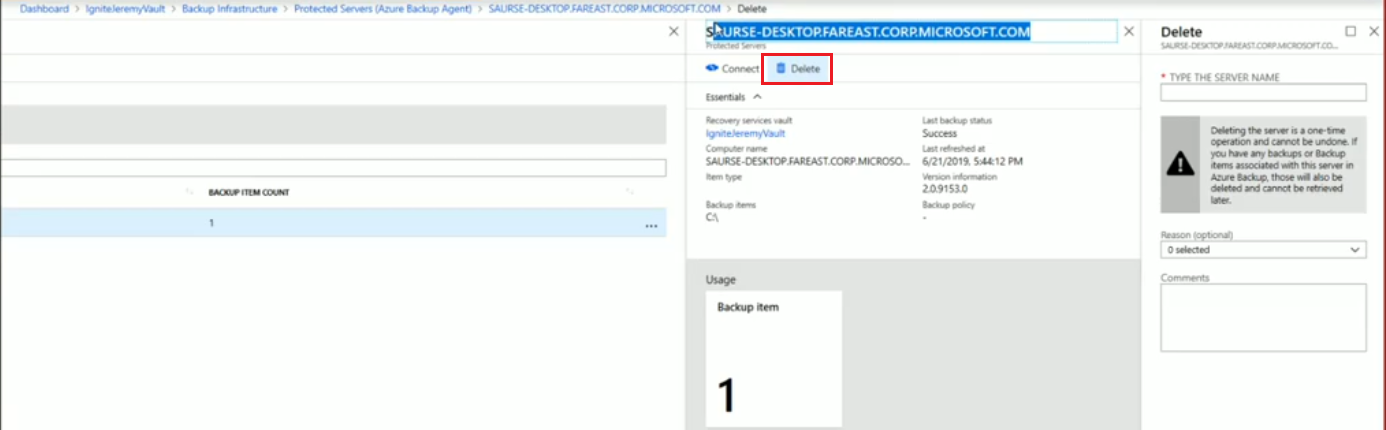 Dashboard > IgniteJeremyVault > Backup Infrastructure > Protected Servers (Azure Backup Agent) > SAURSE-DESKTOP.FAREAST.CORP.MICROSOFT.COM > Delete
BACKUP ITEM COUNT
1
...
SAURSE-DESKTOP.FAREAST.CORP.MICROSOFT.COM
Protected Servers
Connect Delete
Essentials
Recovery services vault
IgniteJeremyVault
Computer name
SAURSE-DESKTOP.FAREAST.CORP.MICROSO...
Item type
Backup items
C:\
Last backup status
Success
Last refreshed at
6/21/2019, 5:44:12 PM
Version information
2.0.9153.0
Backup policy
-
Usage
Backup item
1
Delete
SAURSE-DESKTOP.FAREAST.CORP.MICROSOFT.CO...
* TYPE THE SERVER NAME
Deleting the server is a one-time
operation and cannot be undone. If
you have any backups or Backup
items associated with this server in
Azure Backup, those will also be
deleted and cannot be retrieved
later.
Reason (optional)
0 selected
Comments